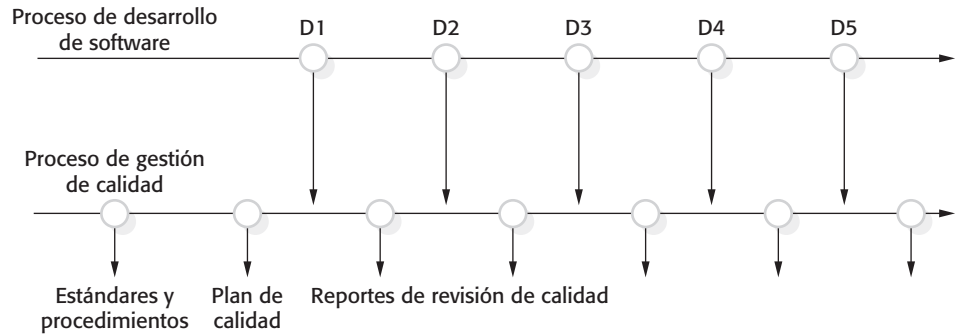 Proceso de desarrollo
de software
D1
D2
D3
D4
D5
Proceso de gestión
de calidad
Estándares y
procedimientos
Plan de
calidad
Reportes de revisión de calidad